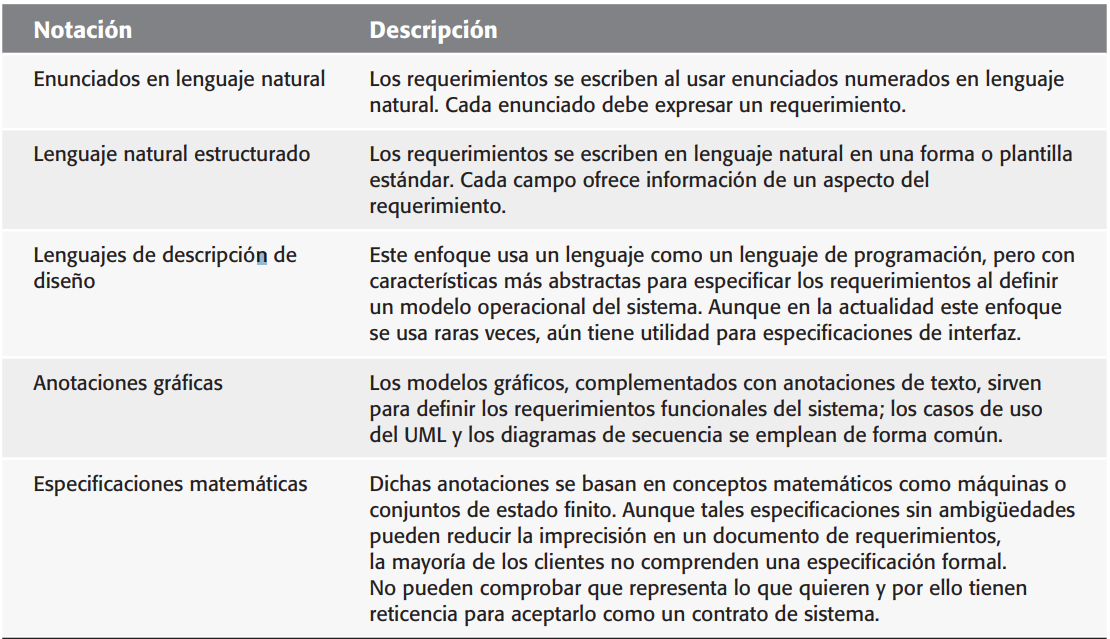 Notación Descripción
Enunciados en lenguaje natural Los requerimientos se escriben al usar enunciados numerados en lenguaje
natural. Cada enunciado debe expresar un requerimiento.
Lenguaje natural estructurado Los requerimientos se escriben en lenguaje natural en una forma o plantilla
estándar. Cada campo ofrece información de un aspecto del
requerimiento.
Lenguajes de descripción de Este enfoque usa un lenguaje como un lenguaje de programación, pero con
diseño características más abstractas para especificar los requerimientos al definir
un modelo operacional del sistema. Aunque en la actualidad este enfoque
se usa raras veces, aún tiene utilidad para especificaciones de interfaz.
Anotaciones gráficas Los modelos gráficos, complementados con anotaciones de texto, sirven
para definir los requerimientos funcionales del sistema; los casos de uso
del UML y los diagramas de secuencia se emplean de forma común.
Especificaciones matemáticas Dichas anotaciones se basan en conceptos matemáticos como máquinas o
conjuntos de estado finito. Aunque tales especificaciones sin ambigüedades
pueden reducir la imprecisión en un documento de requerimientos,
la mayoría de los clientes no comprenden una especificación formal.
No pueden comprobar que representa lo que quieren y por ello tienen
reticencia para aceptarlo como un contrato de sistema.